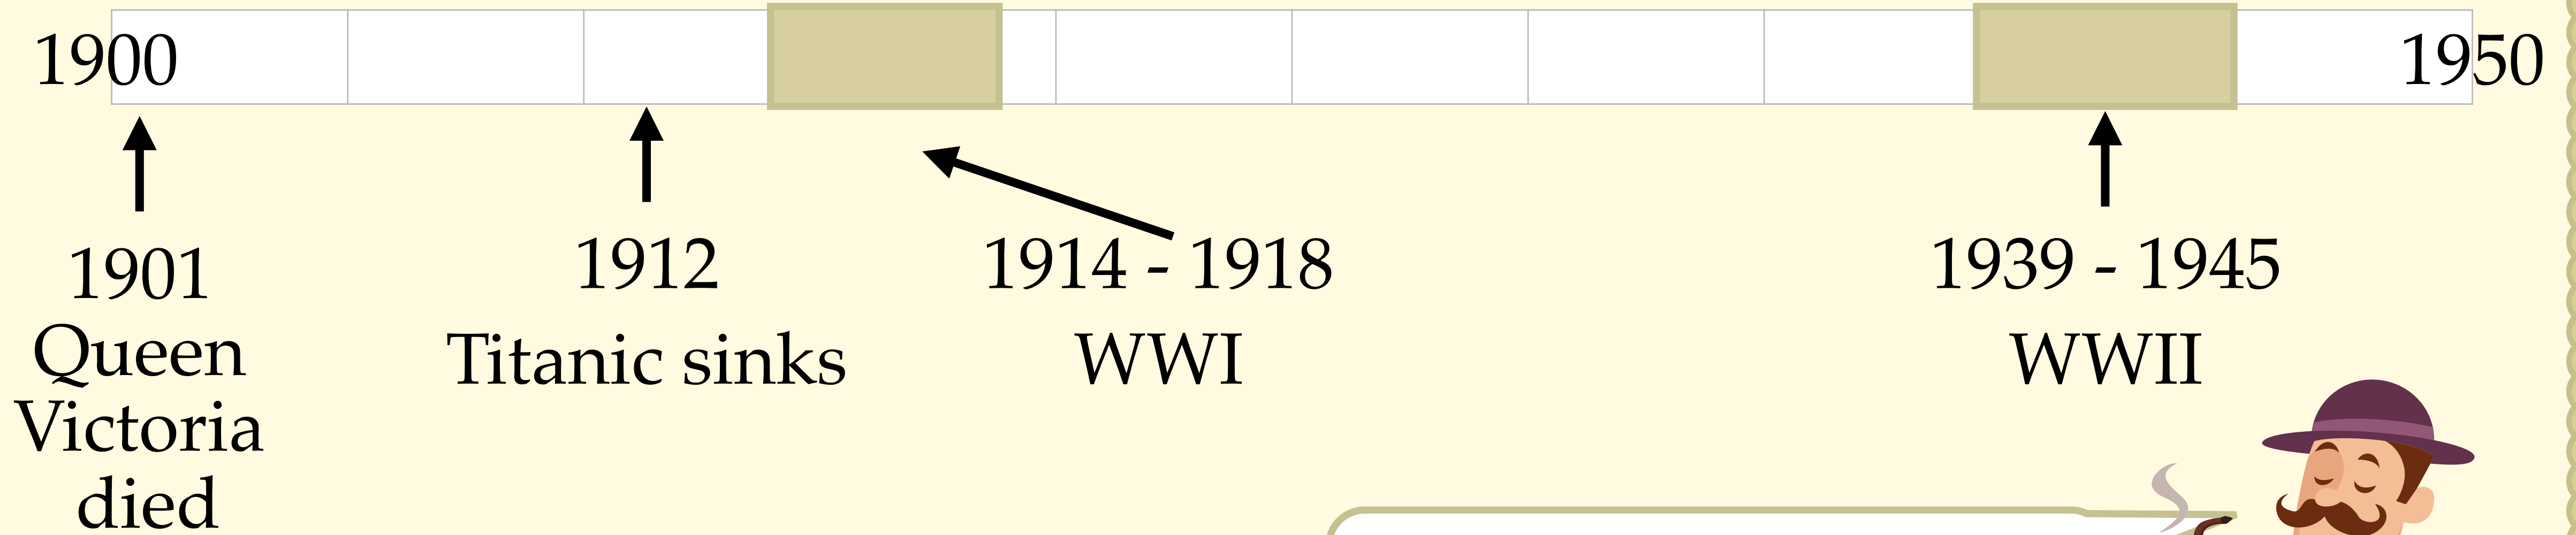 1900 1950
1901
Queen
Victoria
died
1912
Titanic sinks
1914 - 1918
WWI
1939 - 1945
WWII